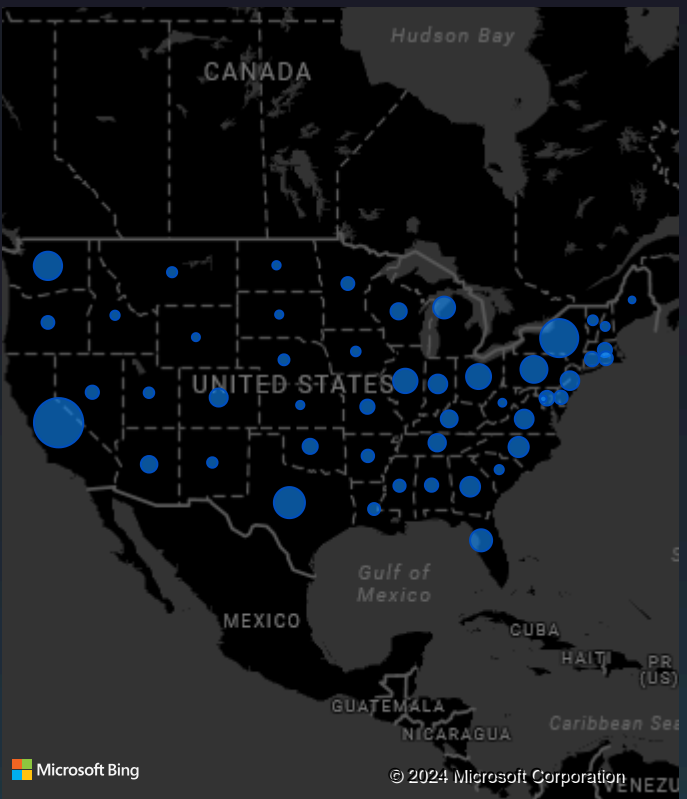 Hudson Bay
CANADA
UNITED STATES
Gulf of
Mexico
MEXICO
CUBA
HAITI
PR
(US)
GUATEMALA
Caribbean Sea
NICARAGUA
Microsoft Bing
© 2024 Microsoft Corporation